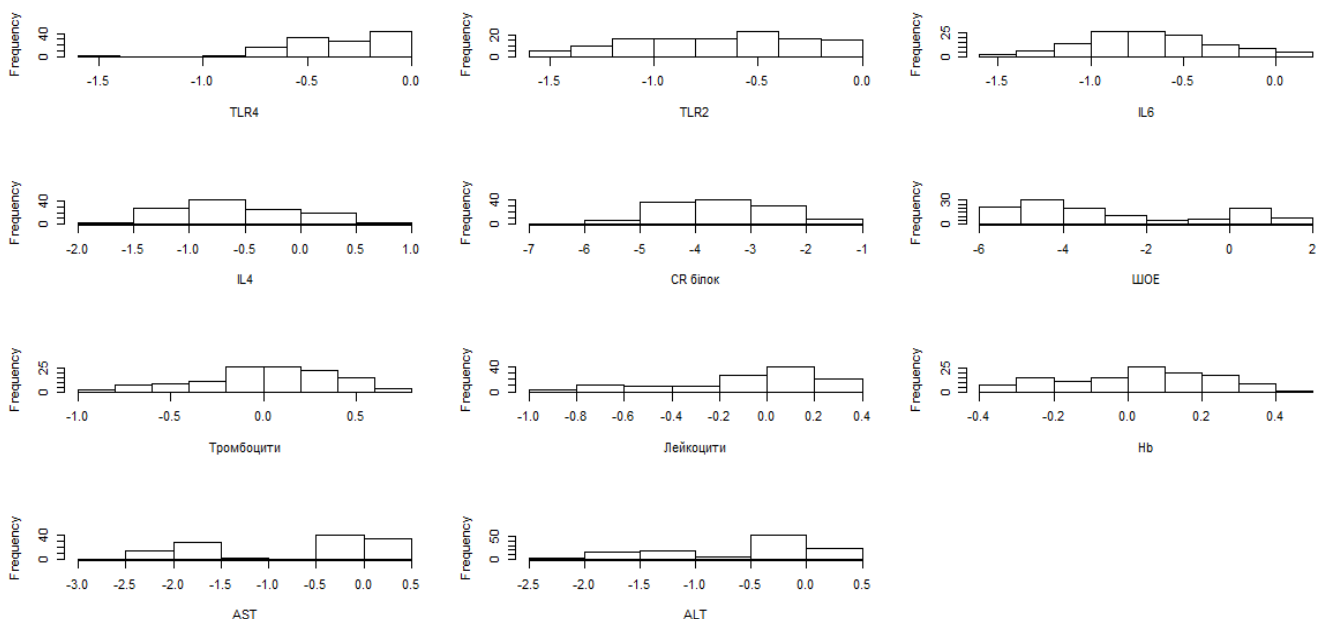 Frequency
0 40
-1.5 -1.0 -0.5 0.0
TLR4
Frequency
0 20
-1.5 -1.0 -0.5 0.0
TLR2
Frequency
0 25
-1.5 -1.0 -0.5 0.0
IL6
Frequency
0 40
-2.0 -1.5 -1.0 -0.5 0.0 0.5 1.0
IL4
Frequency
0 40
-7 -6 -5 -4 -3 -2 -1
CR білок
Frequency
0 30
-6 -4 -2 0 2
ШОЕ
Frequency
0 25
-1.0 -0.5 0.0 0.5
Тромбоцити
Frequency
0 40
-1.0 -0.8 -0.6 -0.4 -0.2 0.0 0.2 0.4
Лейкоцити
Frequency
0 25
-0.4 -0.2 0.0 0.2 0.4
Hb
Frequency
0 40
-3.0 -2.5 -2.0 -1.5 -1.0 -0.5 0.0 0.5
AST
Frequency
0 50
-2.5 -2.0 -1.5 -1.0 -0.5 0.0 0.5
ALT